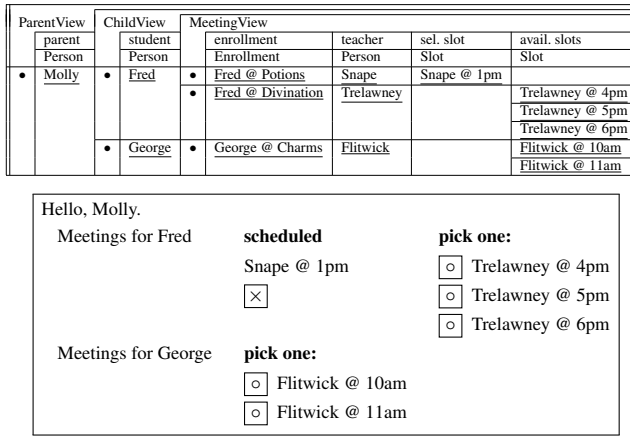 ParentView ChildView MeetingView
parent student enrollment teacher sel. slot avail. slots
Person Person Enrollment Person Slot Slot
• Molly • Fred • Fred @ Potions Snape Snape @ 1pm
• Fred @ Divination Trelawney Trelawney @ 4pm
Trelawney @ 5pm
Trelawney @ 6pm
• George • George @ Charms Flitwick Flitwick @ 10am
Flitwick @ 11am
Hello, Molly.
Meetings for Fred scheduled pick one:
Snape @ 1pm Trelawney @ 4pm
× Trelawney @ 5pm
Trelawney @ 6pm
Meetings for George pick one:
Flitwick @ 10am
Flitwick @ 11am